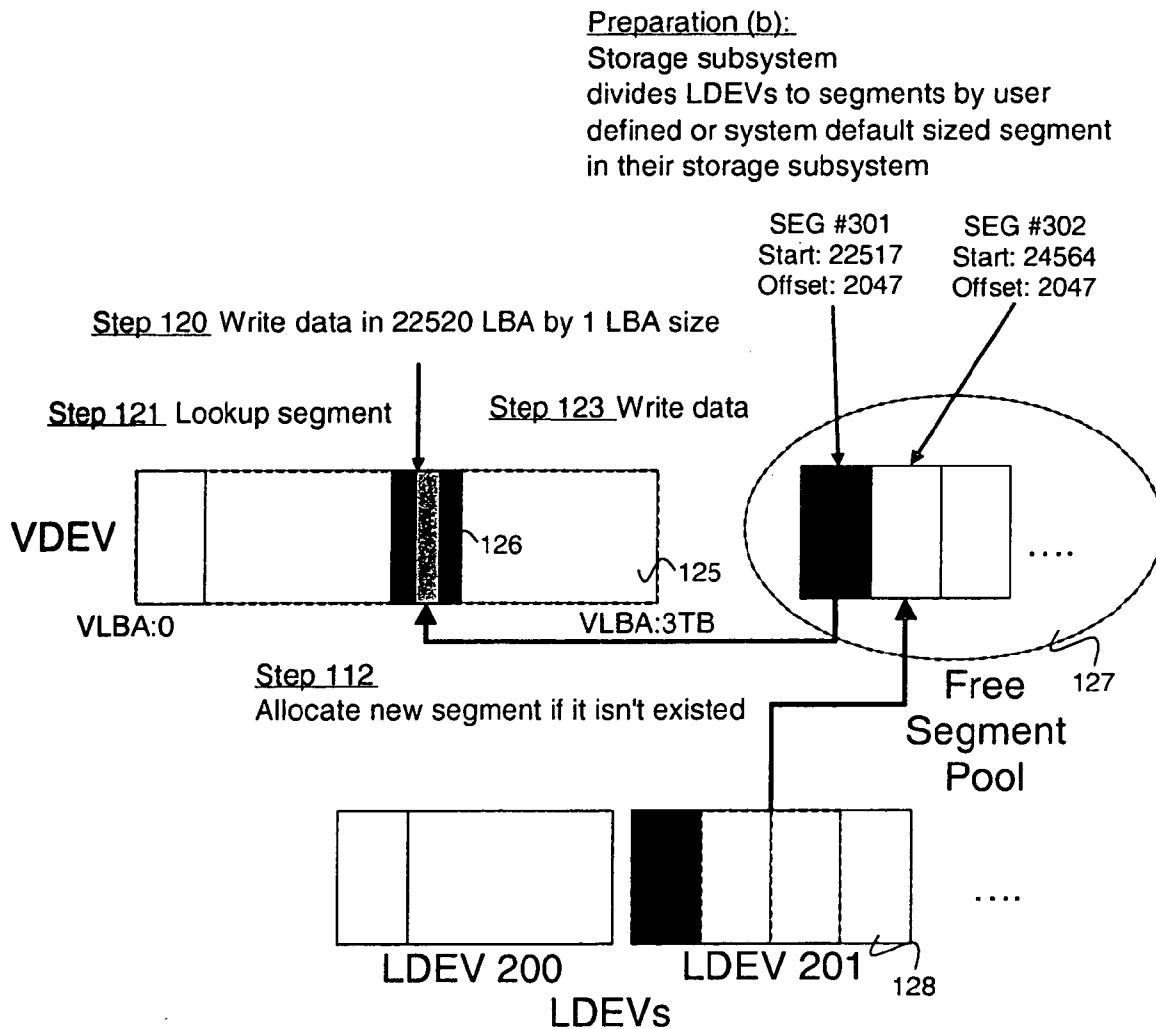 Preparation (b):
Storage subsystem
divides LDEVs to segments by user
defined or system default sized segment
in their storage subsystem
SEG #301
Start: 22517
Offset: 2047
SEG #302
Start: 24564
Offset: 2047
Step 120 Write data in 22520 LBA by 1 LBA size
Step 121 Lookup segment
Step 123 Write data
VDEV
126
125
....
VLBA:0
VLBA:3TB
127
Step 112
Allocate new segment if it isn't existed
Free
Segment
Pool
....
LDEV 200
LDEV 201
128
LDEVs